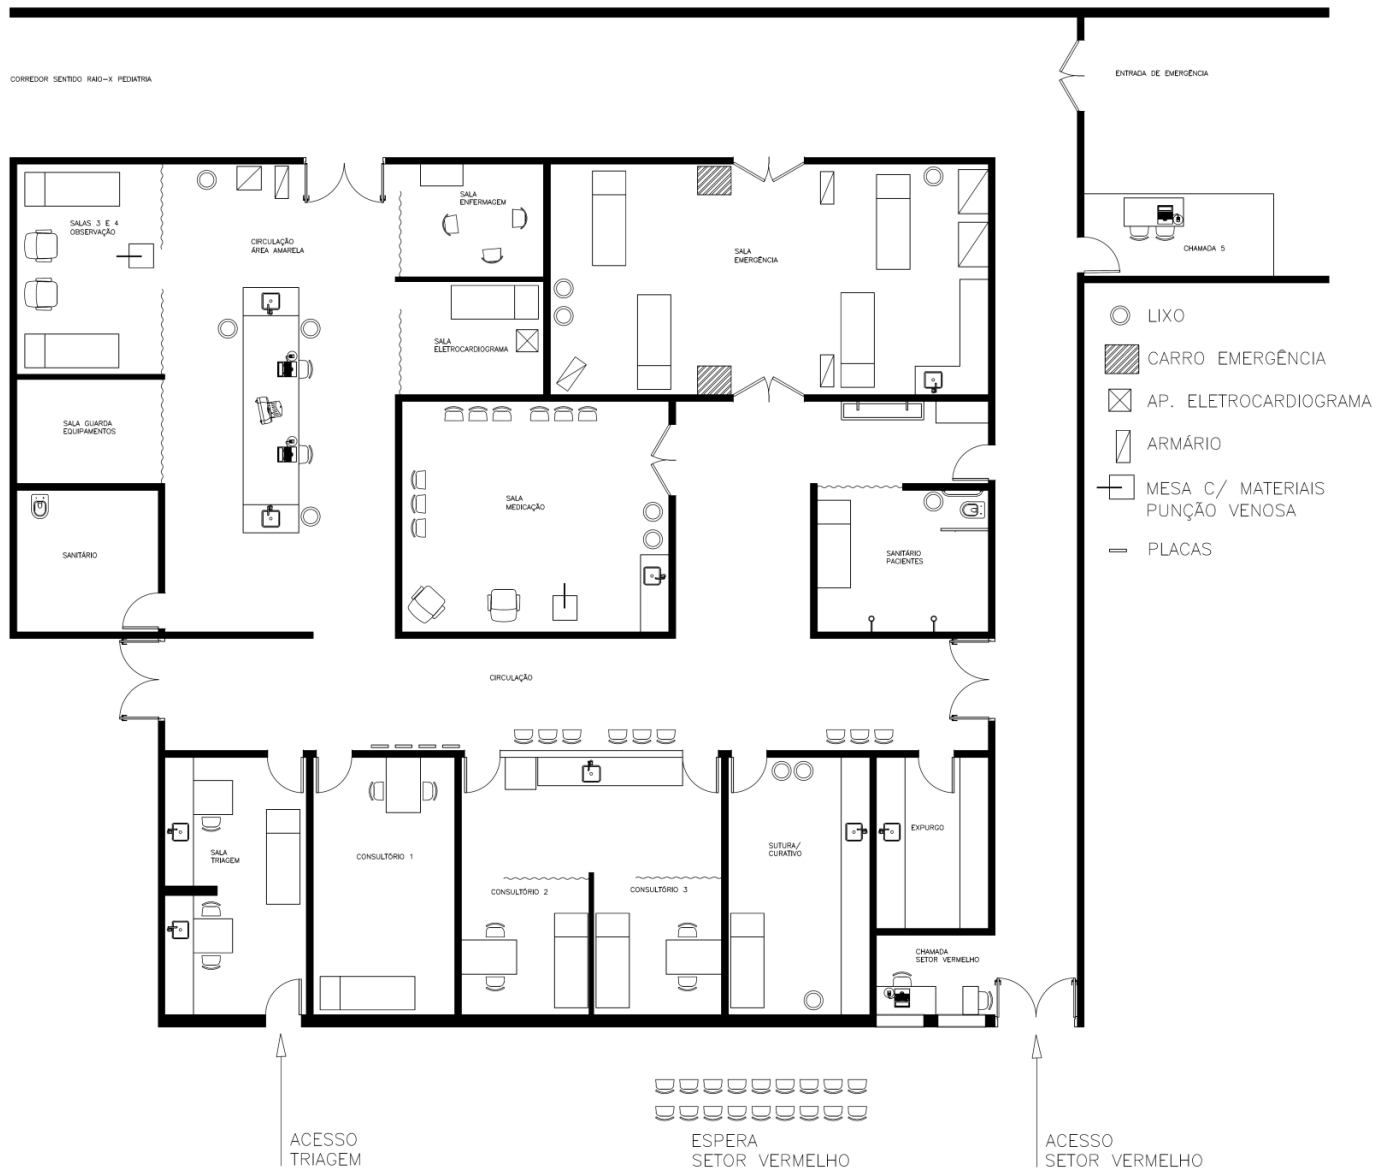 CORREDOR SENTIDO RAIO-X PEDIATRIA
ENTRADA DE EMERGÊNCIA
SALAS 3 E 4
OBSERVAÇÃO
CIRCULAÇÃO
ÁREA AMARELA
SALA
ENFERMAGEM
SALA
EMERGÊNCIA
CHAMADA 5
SALA
ELETROCARDIOGRAMA
SALA GUARDA
EQUIPAMENTOS
SALA
MEDICAÇÃO
SANITÁRIO
SANITÁRIO
PACIENTES
LIXO
CARRO EMERGÊNCIA
AP. ELETROCARDIOGRAMA
ARMÁRIO
MESA C/ MATERIAIS
PUNÇÃO VENOSA
PLACAS
CIRCULAÇÃO
SALA
TRIAGEM
CONSULTÓRIO 1
CONSULTÓRIO 2
CONSULTÓRIO 3
SUTURA/
CURATIVO
EXPURGO
CHAMADA
SETOR VERMELHO
ACESSO
TRIAGEM
ESPERA
SETOR VERMELHO
ACESSO
SETOR VERMELHO